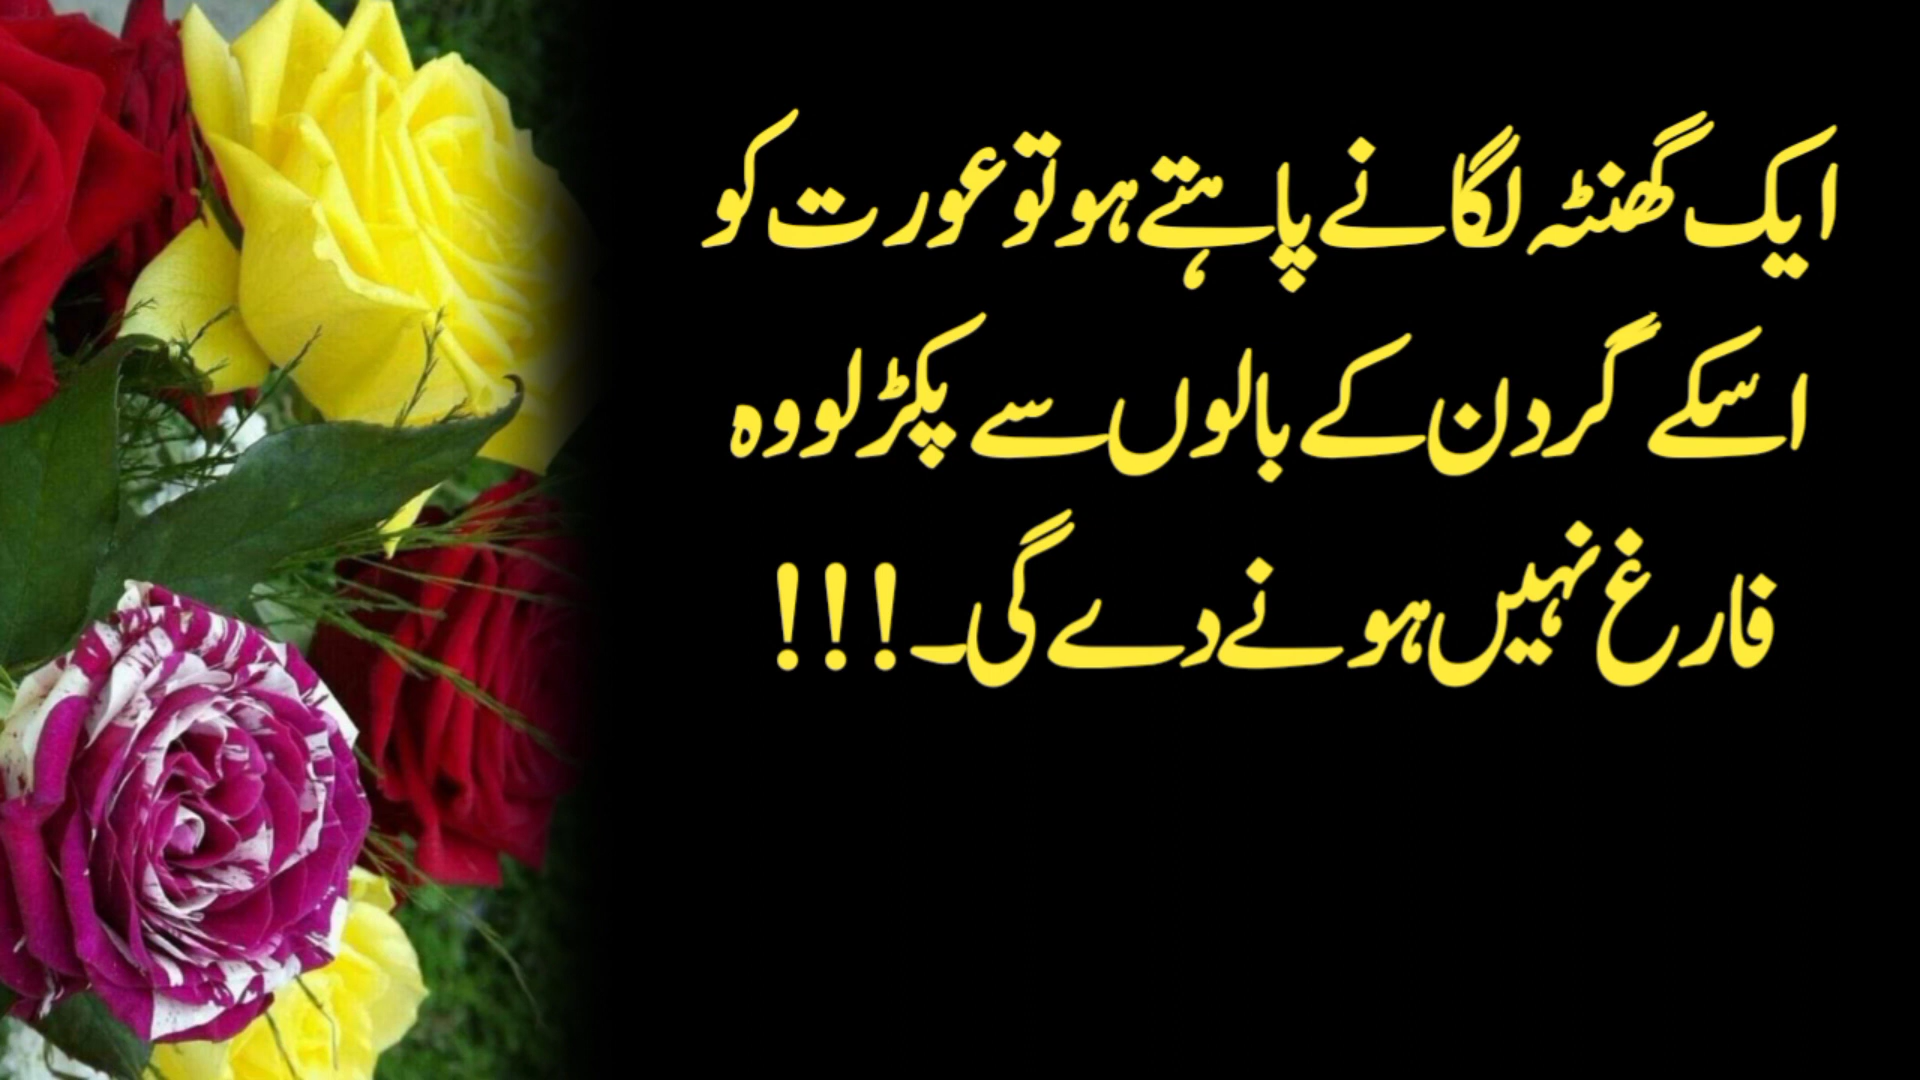 ایک گھنٹہ لگانے پاہتے ہو تو عورت کو
اسکے گردن کے بالوں سے پکڑ لو وہ
فارغ نہیں ہونے دے گی۔!!!